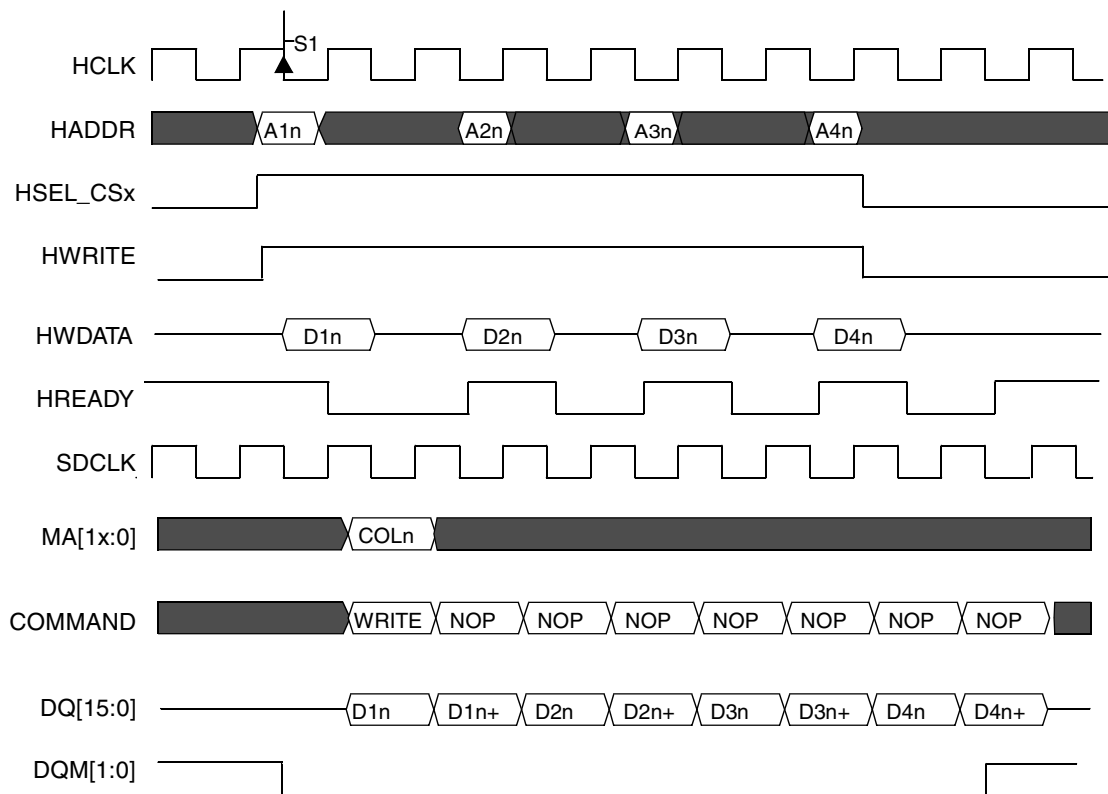 S1
HCLK
HADDR A1n A2n A3n A4n
HSEL_CSx
HWRITE
HWDATA D1n D2n D3n D4n
HREADY
SDCLK
MA[1x:0] COLn
COMMAND WRITE NOP NOP NOP NOP NOP NOP NOP
DQ[15:0] D1n D1n+ D2n D2n+ D3n D3n+ D4n D4n+
DQM[1:0]